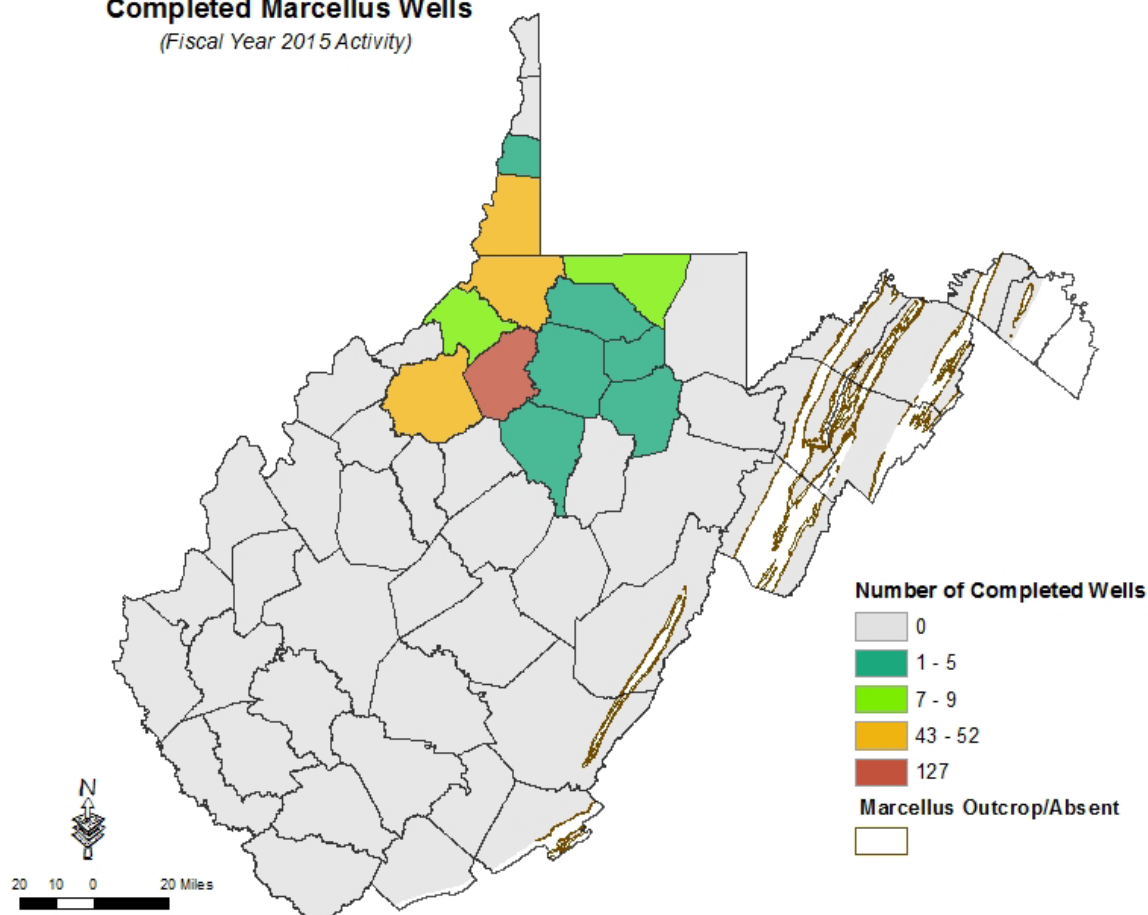 Completed Marcellus Wells
(Fiscal Year 2015 Activity)
Number of Completed Wells
0
1 - 5
7 - 9
43 - 52
127
Marcellus Outcrop/Absent
N
20 10 0 20 Miles